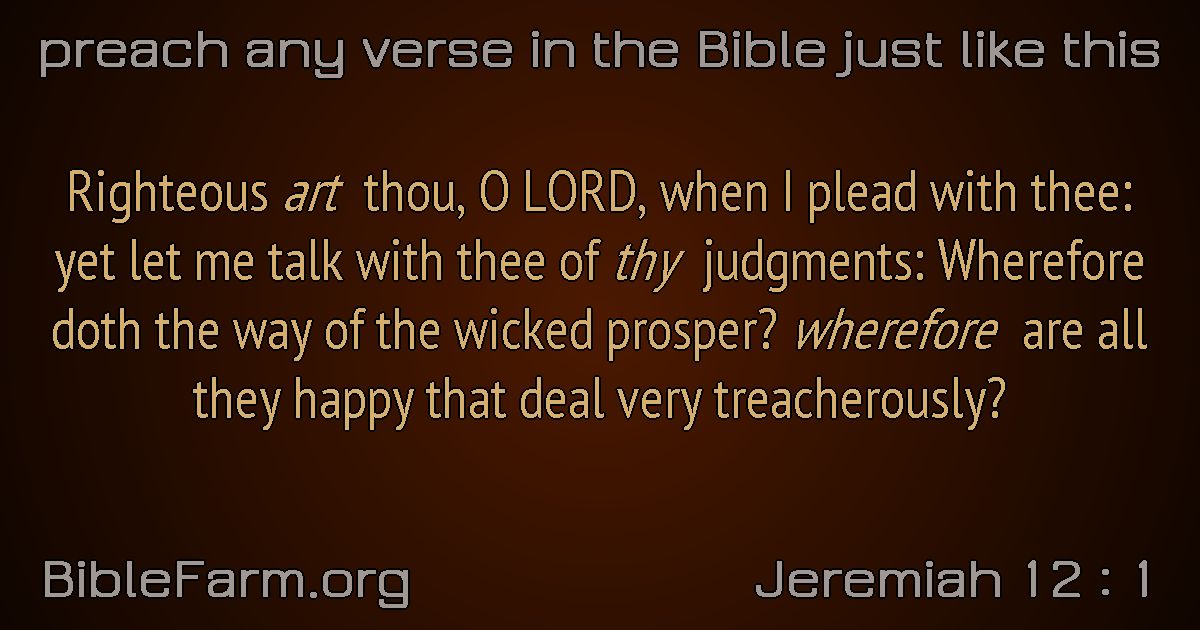 preach any verse in the Bible just like this
Righteous art thou, O LORD, when I plead with thee:
yet let me talk with thee of thy judgments: Wherefore
doth the way of the wicked prosper? wherefore are all
they happy that deal very treacherously?
BibleFarm.org
Jeremiah 12 : 1